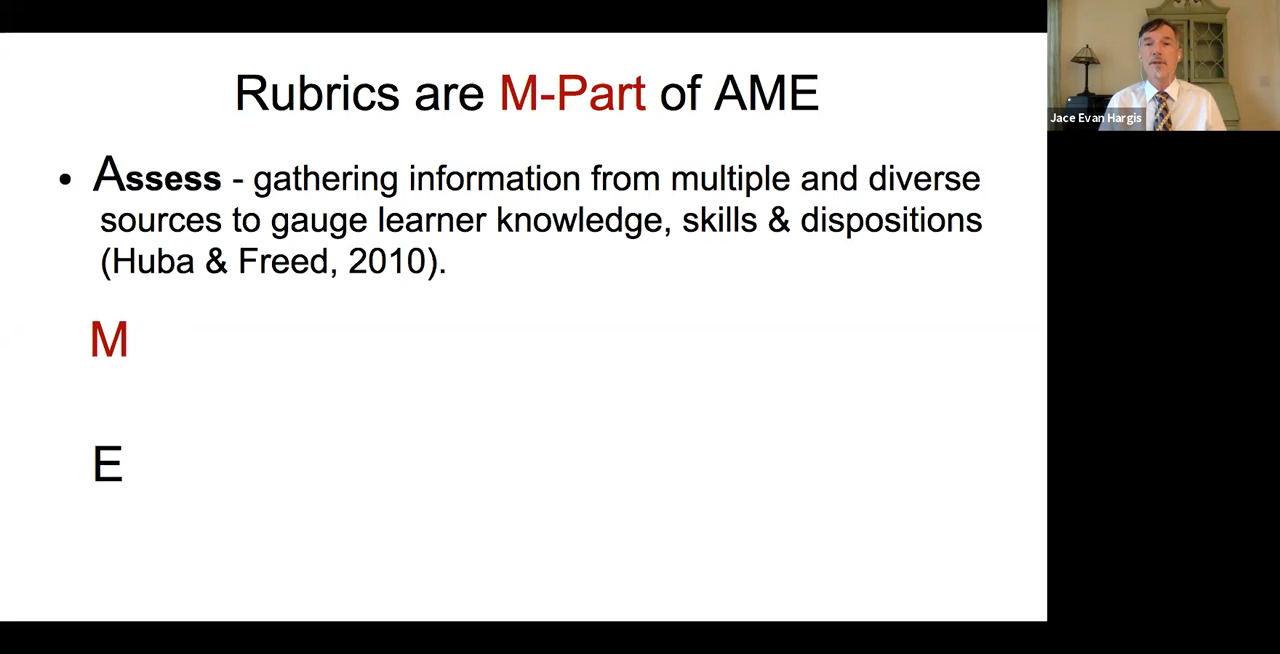 Rubrics are M-Part of AME
• Assess - gathering information from multiple and diverse
sources to gauge learner knowledge, skills & dispositions
(Huba & Freed, 2010).
M
E
Jace Evan Hargis